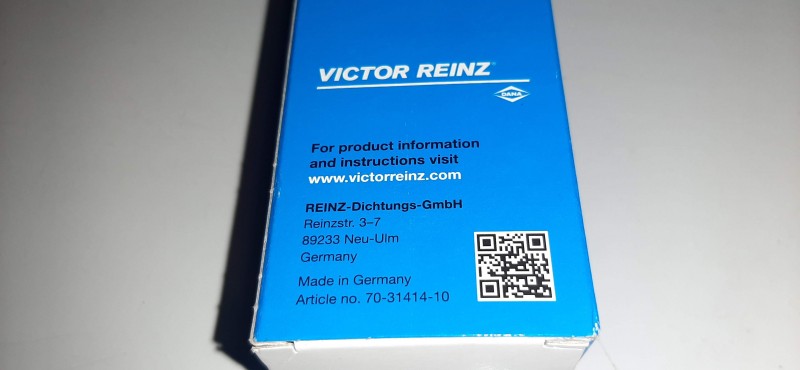 VICTOR REINZ®
DANA
For product information
and instructions visit
www.victorreinz.com
REINZ-Dichtungs-GmbH
Reinzstr. 3–7
89233 Neu-Ulm
Germany
Made in Germany
Article no. 70-31414-10